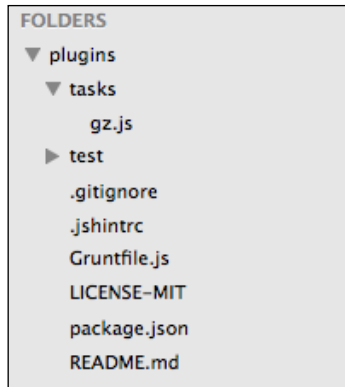 FOLDERS
plugins
tasks
gz.js
test
.gitignore
.jshintrc
Gruntfile.js
LICENSE-MIT
package.json
README.md